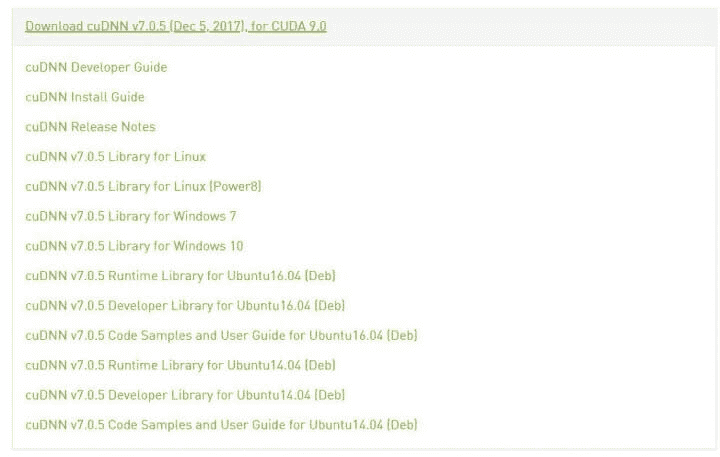 Download cuDNN v7.0.5 (Dec 5, 2017), for CUDA 9.0
cuDNN Developer Guide
cuDNN Install Guide
cuDNN Release Notes
cuDNN v7.0.5 Library for Linux
cuDNN v7.0.5 Library for Linux (Power8)
cuDNN v7.0.5 Library for Windows 7
cuDNN v7.0.5 Library for Windows 10
cuDNN v7.0.5 Runtime Library for Ubuntu16.04 (Deb)
cuDNN v7.0.5 Developer Library for Ubuntu16.04 (Deb)
cuDNN v7.0.5 Code Samples and User Guide for Ubuntu16.04 (Deb)
cuDNN v7.0.5 Runtime Library for Ubuntu14.04 (Deb)
cuDNN v7.0.5 Developer Library for Ubuntu14.04 (Deb)
cuDNN v7.0.5 Code Samples and User Guide for Ubuntu14.04 (Deb)